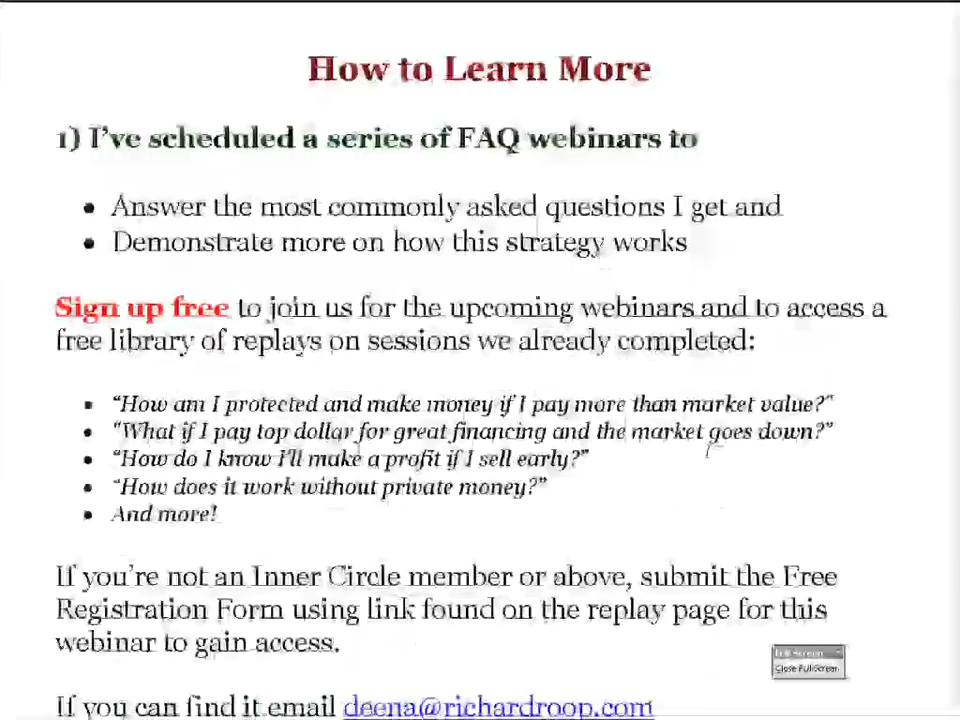 How to Learn More
1) I've scheduled a series of FAQ webinars to
• Answer the most commonly asked questions I get and
• Demonstrate more on how this strategy works
Sign up free to join us for the upcoming webinars and to access a
free library of replays on sessions we already completed:
• "How am I protected and make money if I pay more than market value?"
• "What if I pay top dollar for great financing and the market goes down?"
• "How do I know I'll make a profit if I sell early?"
• "How does it work without private money?"
• And more!
If you're not an Inner Circle member or above, submit the Free
Registration Form using link found on the replay page for this
webinar to gain access.
Full Screen
Close Full Screen
If you can find it email deena@richardroop.com